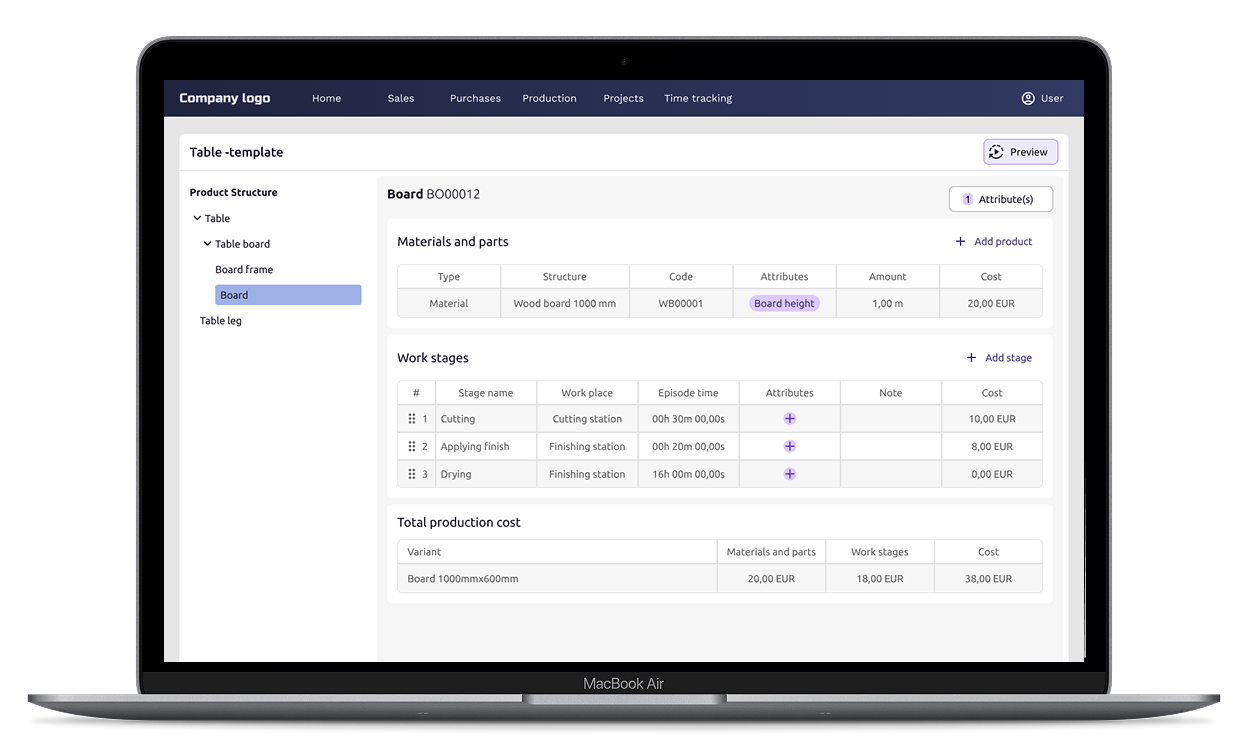 Company logo Home Sales Purchases Production Projects Time tracking User
Table -template Preview
Product Structure
Table
Table board
Board frame
Board
Table leg
Board BO00012 1 Attribute(s)
Materials and parts + Add product
Type Structure Code Attributes Amount Cost
Material Wood board 1000 mm WB00001 Board height 1,00 m 20,00 EUR
Work stages + Add stage
# Stage name Work place Episode time Attributes Note Cost
1 Cutting Cutting station 00h 30m 00,00s + 10,00 EUR
2 Applying finish Finishing station 00h 20m 00,00s + 8,00 EUR
3 Drying Finishing station 16h 00m 00,00s + 0,00 EUR
Total production cost
Variant Materials and parts Work stages Cost
Board 1000mmx600mm 20,00 EUR 18,00 EUR 38,00 EUR
MacBook Air